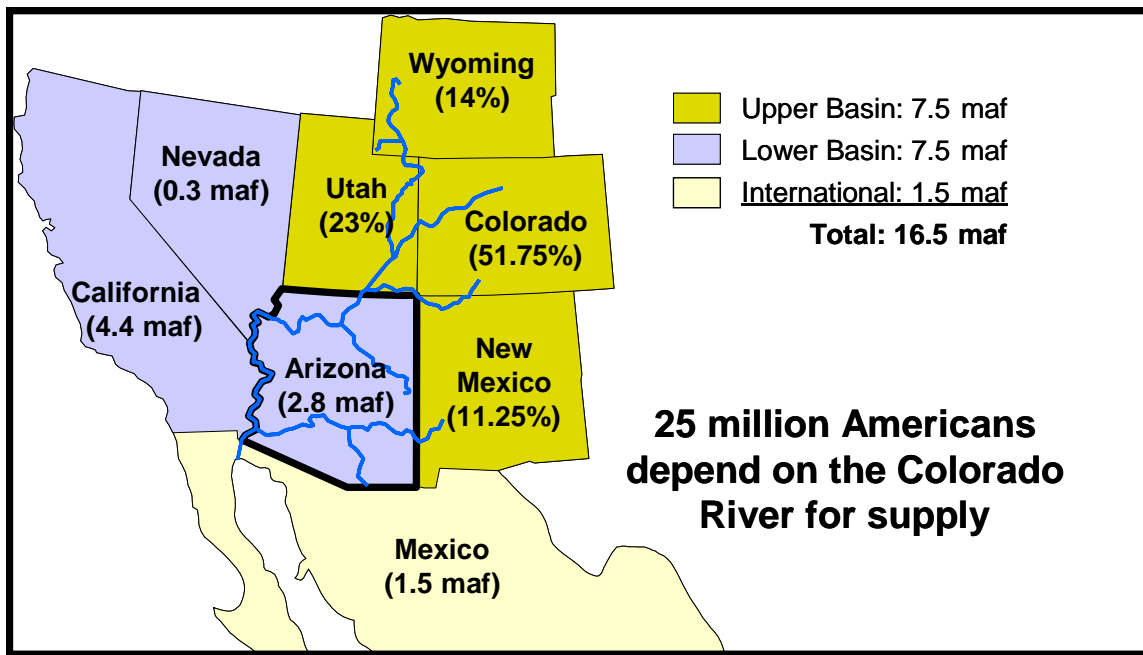 Wyoming
(14%)
Nevada
(0.3 maf)
Utah
(23%)
Colorado
(51.75%)
California
(4.4 maf)
Arizona
(2.8 maf)
New
Mexico
(11.25%)
Mexico
(1.5 maf)
Upper Basin: 7.5 maf
Lower Basin: 7.5 maf
International: 1.5 maf
Total: 16.5 maf
25 million Americans
depend on the Colorado
River for supply